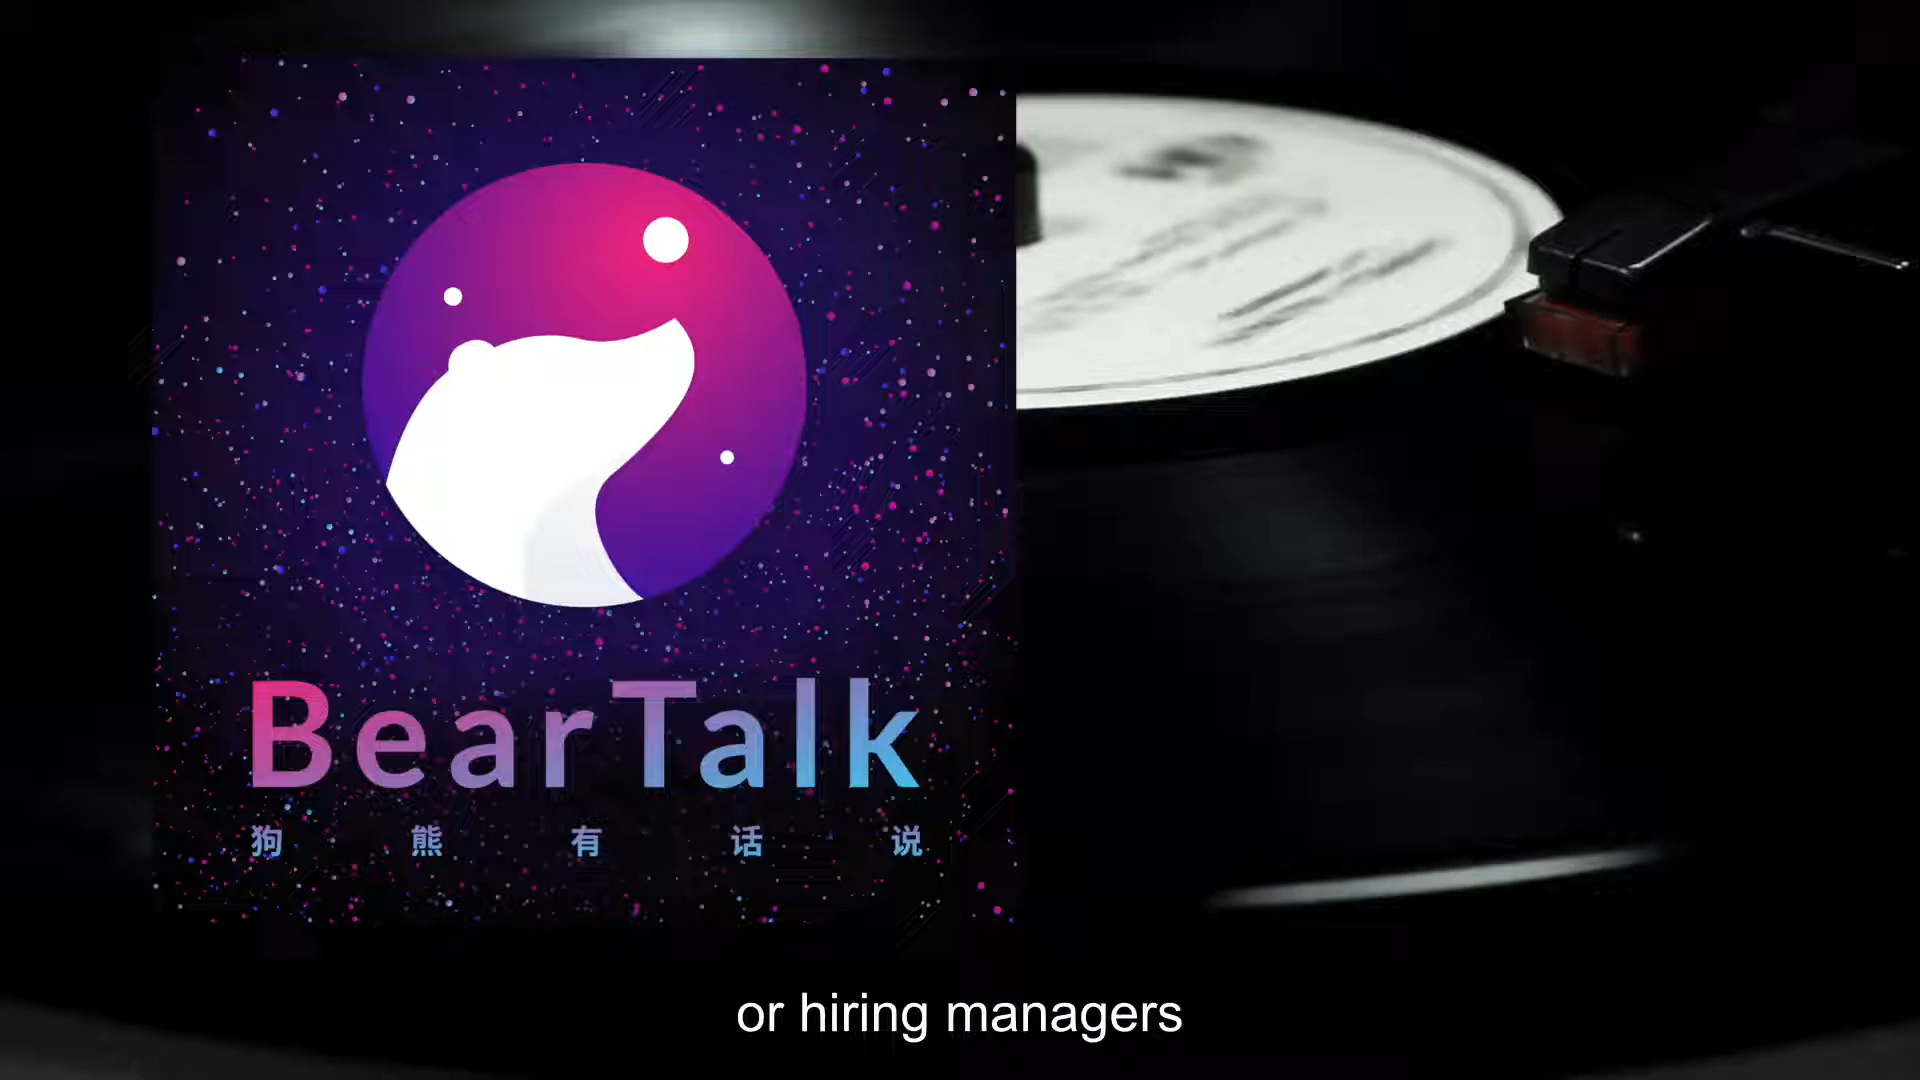 BearTalk
狗熊有话说
or hiring managers